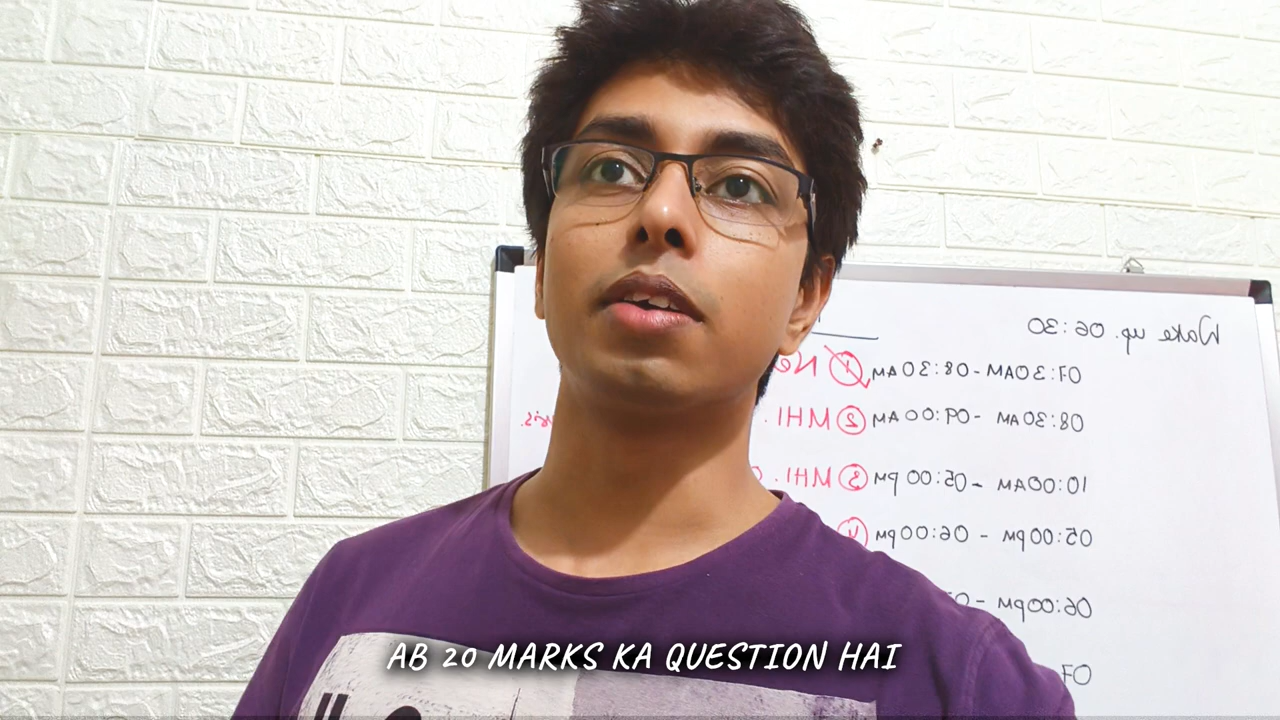 Wake up. 06:30
07:30AM - 08:30AM 1
08:30AM - 09:00AM 2 MHI.
10:00AM - 05:00PM 3 MHI.
05:00PM - 06:00PM 4
06:00PM -
AB 20 MARKS KA QUESTION HAI